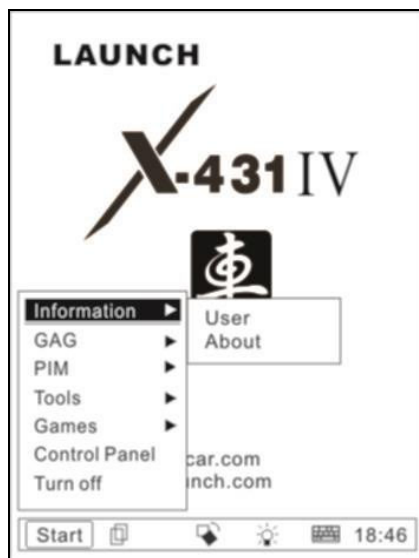 LAUNCH
X-431 IV
車
Information
User
GAG
About
PIM
Tools
Games
Control Panel
car.com
Turn off
nch.com
Start
18:46